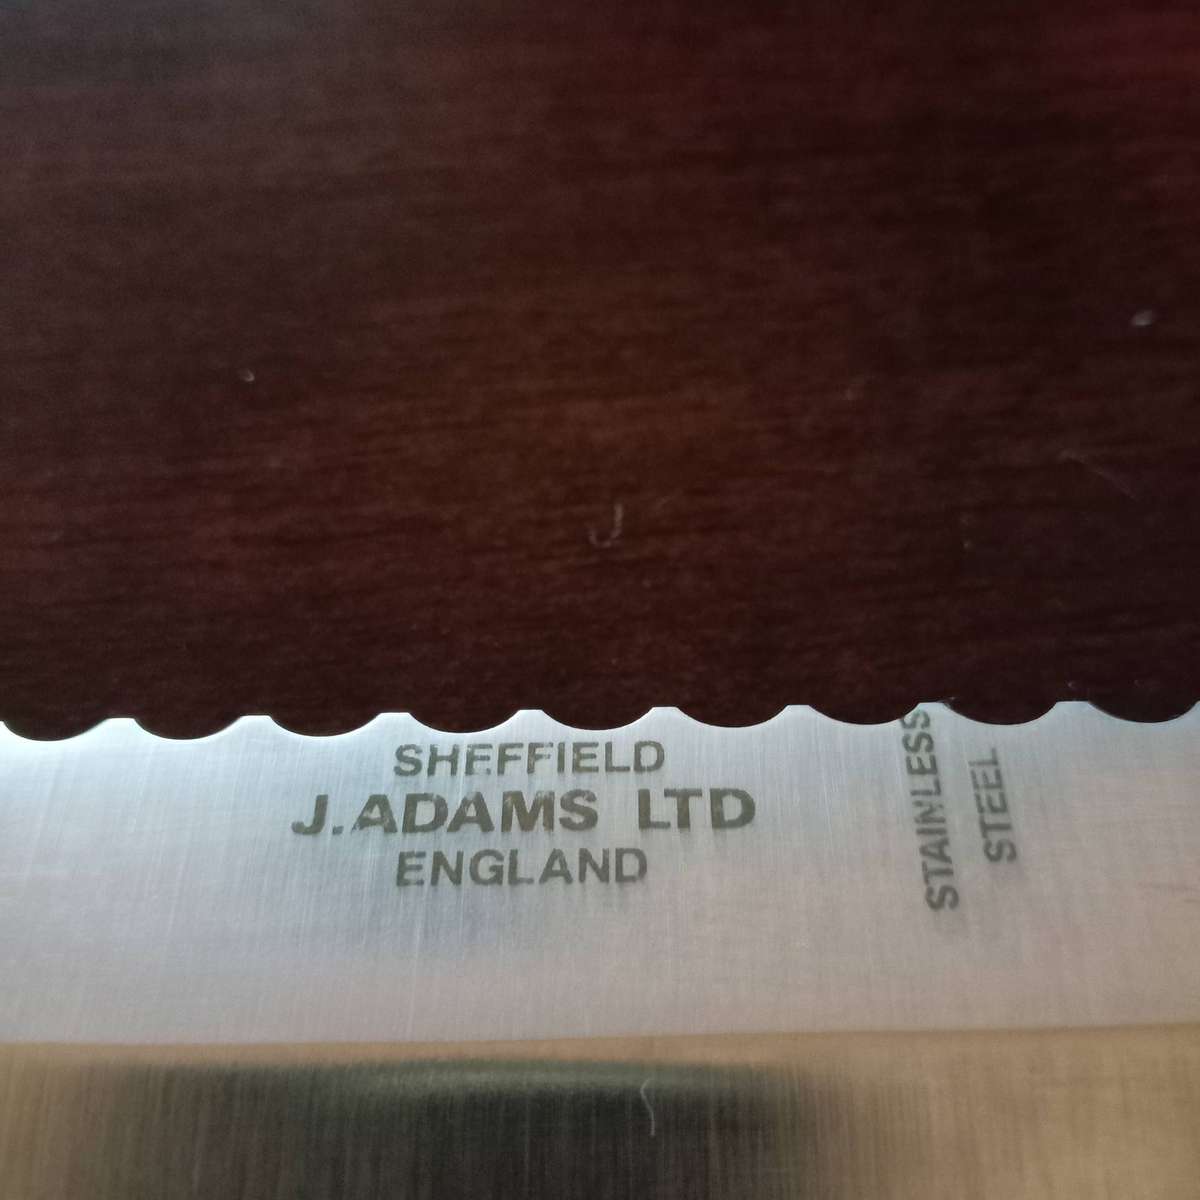 SHEFFIELD
J.ADAMS LTD
ENGLAND
STAINLESS
STEEL